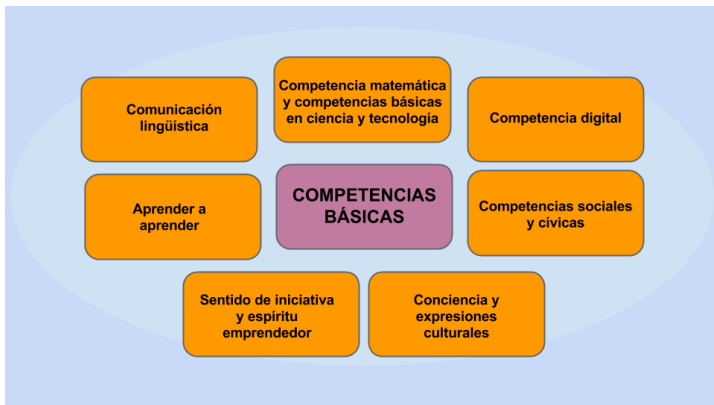 Competencia matemática
y competencias básicas
en ciencia y tecnología
Comunicación
lingüística
Competencia digital
COMPETENCIAS
BÁSICAS
Aprender a
aprender
Competencias sociales
y cívicas
Sentido de iniciativa
y espíritu
emprendedor
Conciencia y
expresiones
culturales